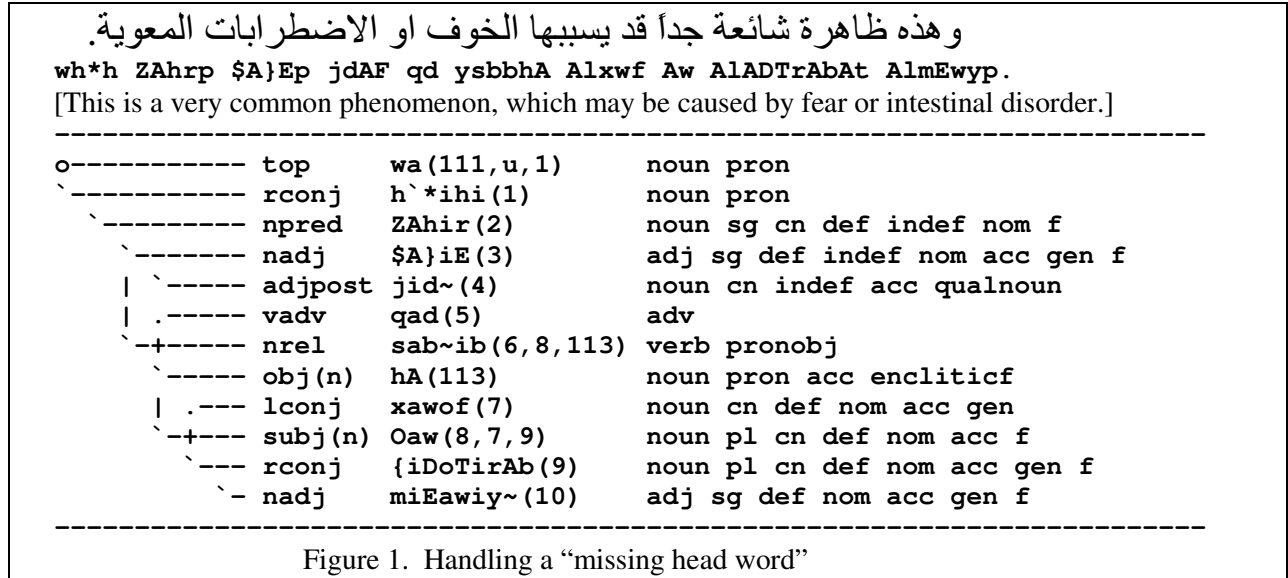 وهذه ظاهرة شائعة جداً قد يسببها الخوف او الاضطرابات المعوية.
wh*h ZAhrp $A}Ep jdAF qd ysbbhA Alxwf Aw AlADTrAbAt AlmEwyp.
[This is a very common phenomenon, which may be caused by fear or intestinal disorder.]
------------------------------------------------------------------------
o----------- top     wa(111,u,1)     noun pron
`----------- rconj   h`*ihi(1)       noun pron
  `--------- npred   ZAhir(2)        noun sg cn def indef nom f
    `------- nadj    $A}iE(3)        adj sg def indef nom acc gen f
    | `----- adjpost jid~(4)         noun cn indef acc qualnoun
    | .----- vadv    qad(5)          adv
    `-+----- nrel    sab~ib(6,8,113) verb pronobj
      `----- obj(n)  hA(113)         noun pron acc encliticf
      | .--- lconj   xawof(7)        noun cn def nom acc gen
      `-+--- subj(n) Oaw(8,7,9)      noun pl cn def nom acc f
        `--- rconj   {iDoTirAb(9)    noun pl cn def nom acc gen f
          `- nadj    miEawiy~(10)    adj sg def nom acc gen f
------------------------------------------------------------------------
Figure 1.  Handling a “missing head word”